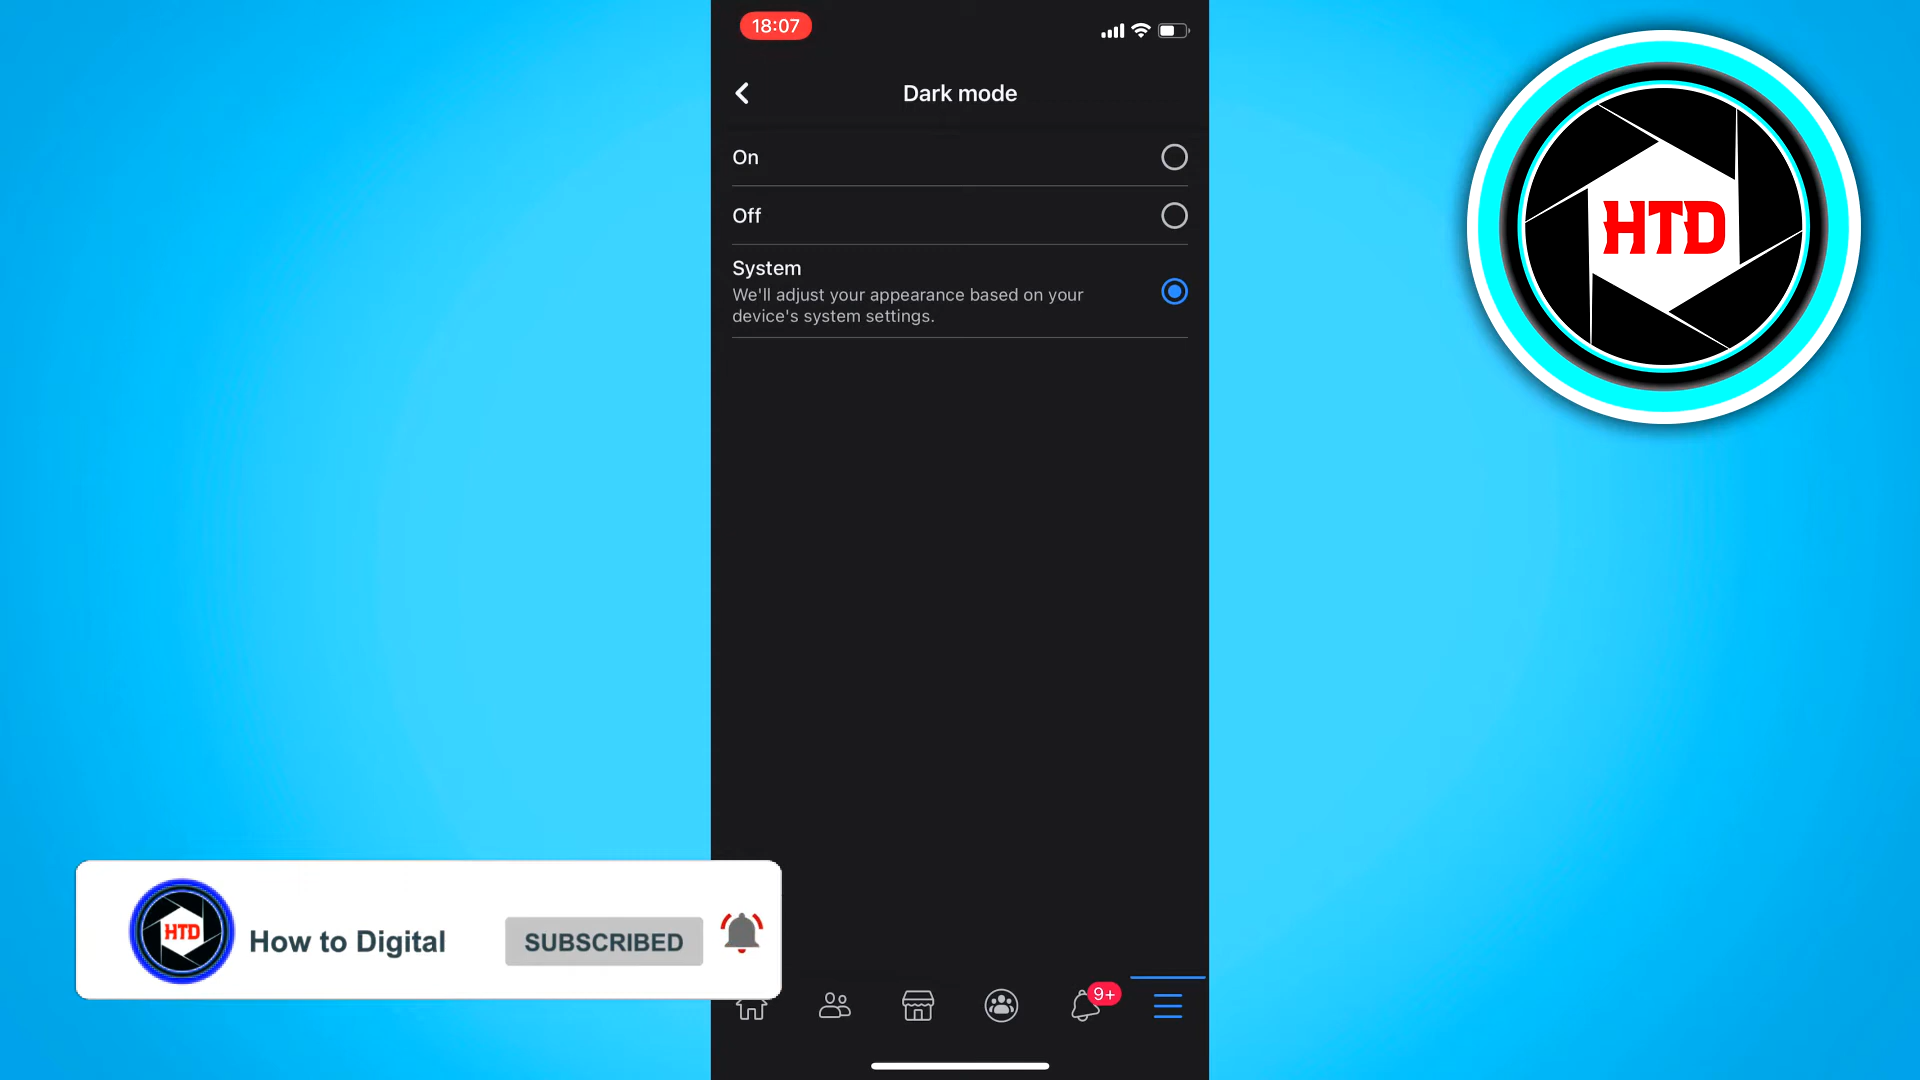 18:07
Dark mode
On
Off
System
We'll adjust your appearance based on your
device's system settings.
HTD
HTD
How to Digital
SUBSCRIBED
9+